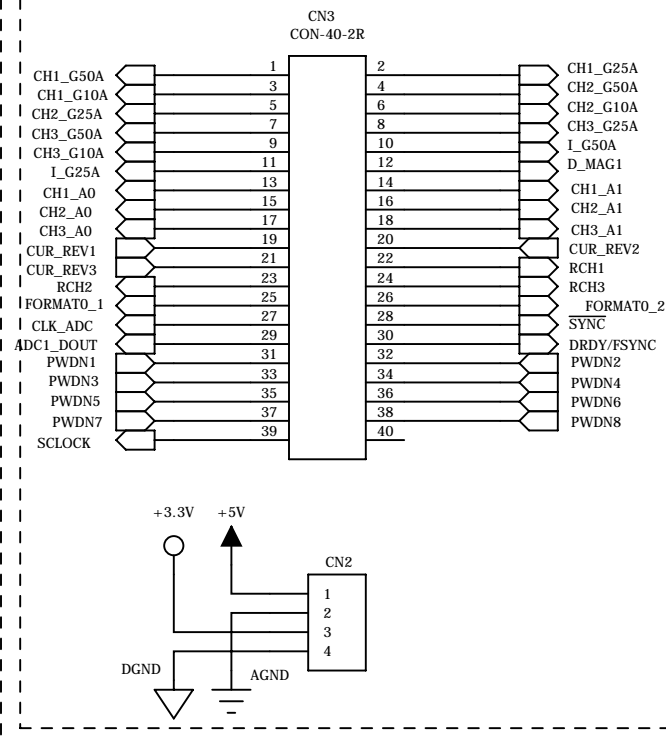 CN3
CON-40-2R
CH1_G50A 1 2 CH1_G25A
CH1_G10A 3 4 CH2_G50A
CH2_G25A 5 6 CH2_G10A
CH3_G50A 7 8 CH3_G25A
CH3_G10A 9 10 I_G50A
I_G25A 11 12 D_MAG1
CH1_A0 13 14 CH1_A1
CH2_A0 15 16 CH2_A1
CH3_A0 17 18 CH3_A1
CUR_REV1 19 20 CUR_REV2
CUR_REV3 21 22 RCH1
RCH2 23 24 RCH3
FORMAT0_1 25 26 FORMAT0_2
CLK_ADC 27 28 SYNC
ADC1_DOUT 29 30 DRDY/FSYNC
PWDN1 31 32 PWDN2
PWDN3 33 34 PWDN4
PWDN5 35 36 PWDN6
PWDN7 37 38 PWDN8
SCLOCK 39 40
+3.3V +5V
CN2
1
2
3
4
DGND AGND